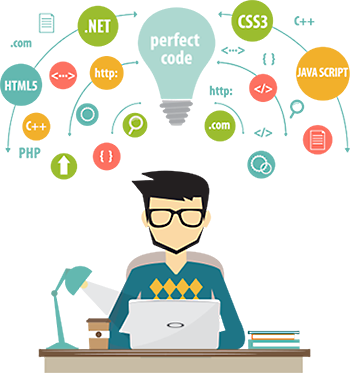 .NET
CSS3
C++
.com
perfect
code
<···>
{ }
HTML5
<···>
http:
http:
</>
JAVA SCRIPT
C++
.com
</>
PHP
{ }